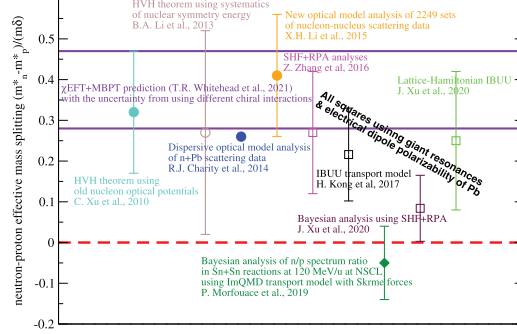 HVH theorem using systematics
of nuclear symmetry energy
B.A. Li et al., 2013
New optical model analysis of 2249 sets
of nucleon-nucleus scattering data
X.H. Li et al., 2015
SHF+RPA analyses
Z. Zhang et al, 2016
Lattice-Hamiltonian IBUU
J. Xu et al., 2020
χEFT+MBPT prediction (T.R. Whitehead et al., 2021)
with the uncertainty from using different chiral interactions
All squares usinng giant resonances
& electrical dipole polarizability of Pb
Dispersive optical model analysis
of n+Pb scattering data
R.J. Charity et al., 2014
IBUU transport model
H. Kong et al, 2017
HVH theorem using
old nucleon optical potentials
C. Xu et al., 2010
Bayesian analysis using SHF+RPA
J. Xu et al., 2020
Bayesian analysis of n/p spectrum ratio
in Sn+Sn reactions at 120 MeV/u at NSCL
using ImQMD transport model with Skrme forces
P. Morfouace et al., 2019
neutron-proton effective mass splitting (m*n-m*p)/(mδ)
0.5
0.4
0.3
0.2
0.1
0
-0.1
-0.2